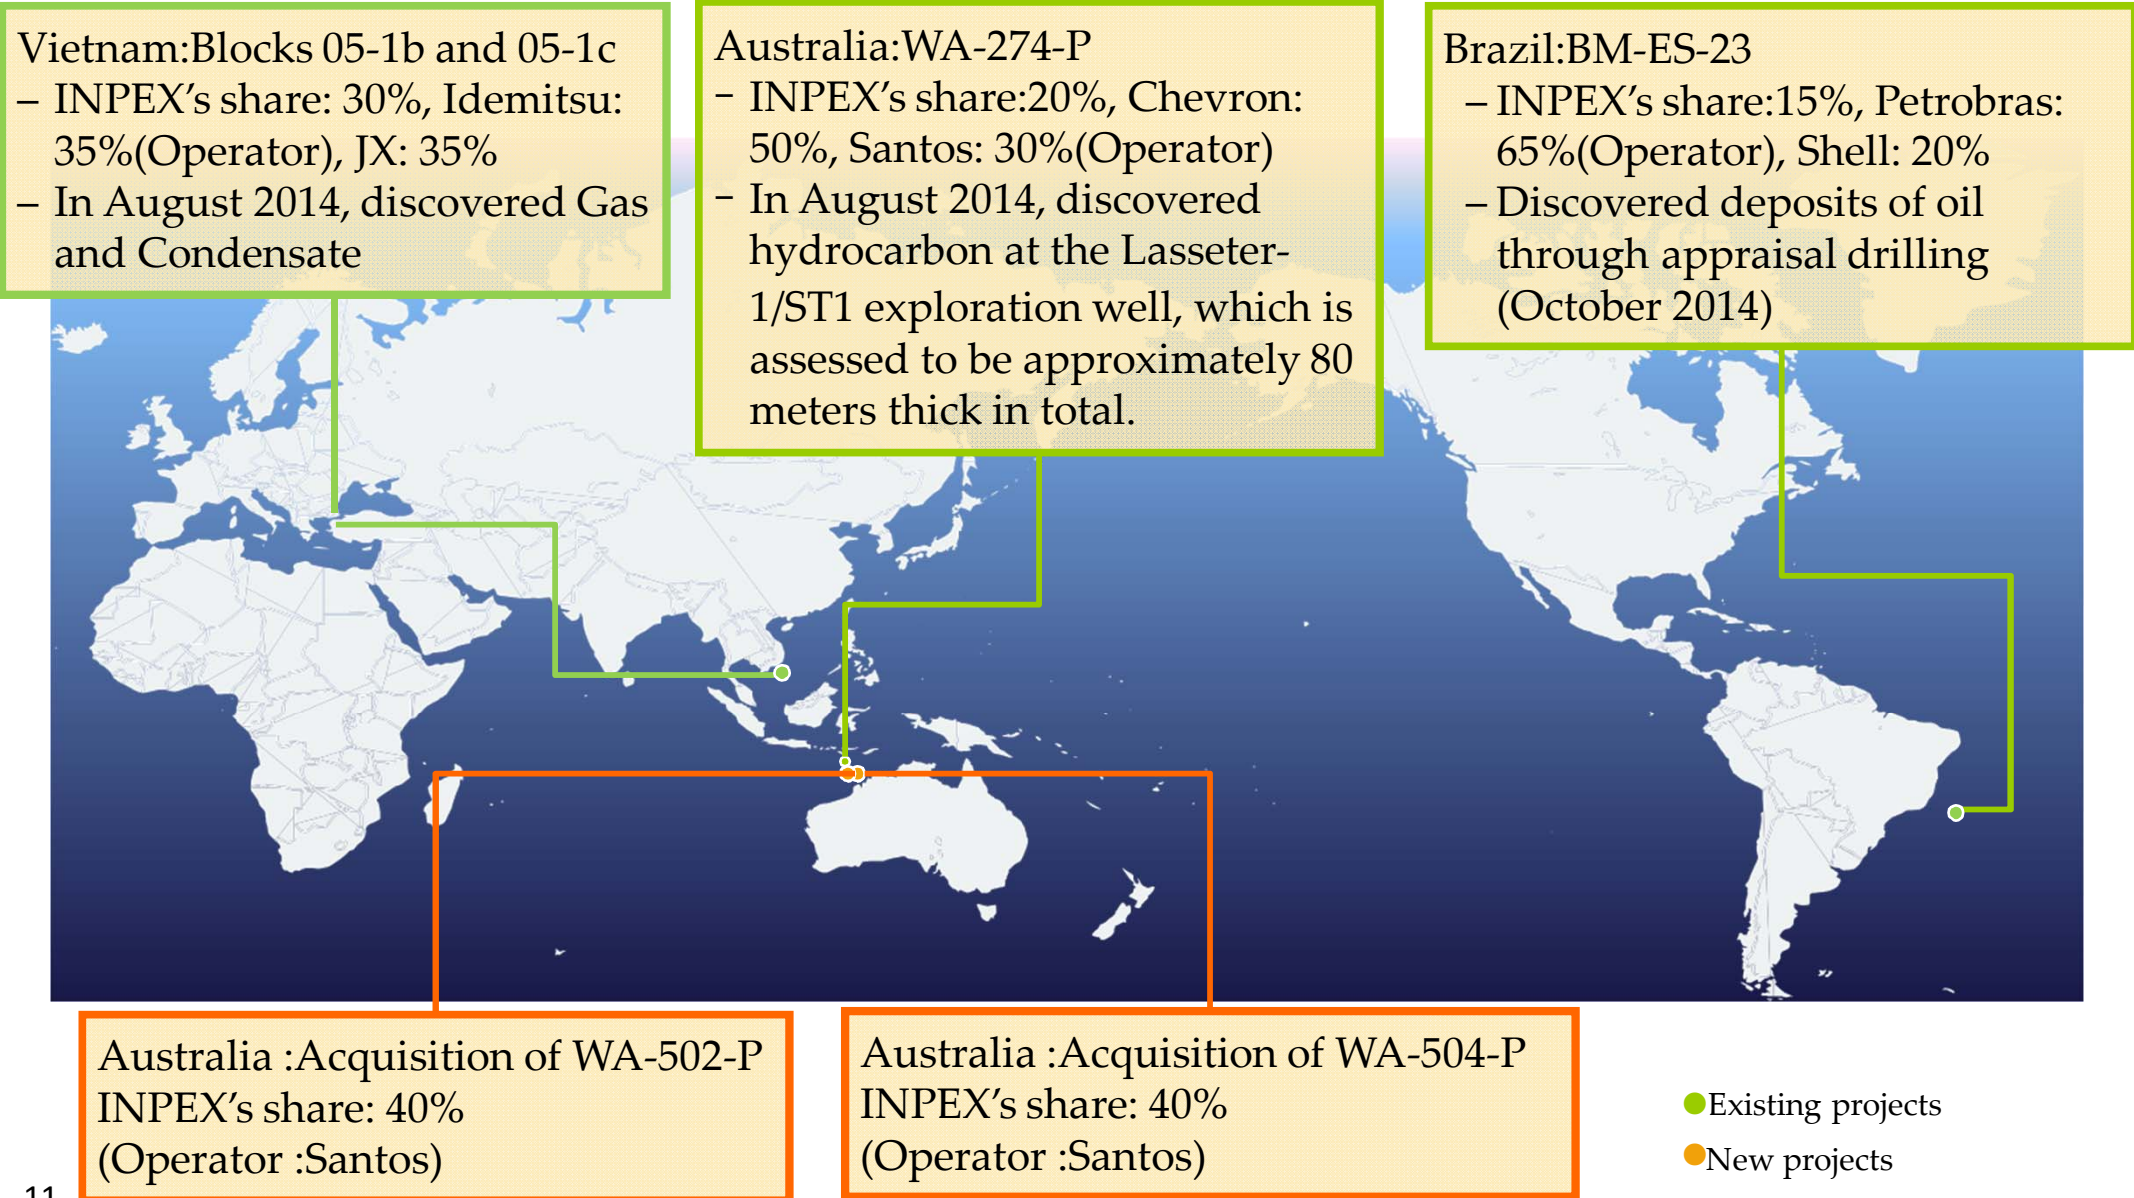 Vietnam:Blocks 05-1b and 05-1c
– INPEX’s share: 30%, Idemitsu:
35%(Operator), JX: 35%
– In August 2014, discovered Gas
and Condensate
Australia:WA-274-P
– INPEX’s share:20%, Chevron:
50%, Santos: 30%(Operator)
– In August 2014, discovered
hydrocarbon at the Lasseter-
1/ST1 exploration well, which is
assessed to be approximately 80
meters thick in total.
Brazil:BM-ES-23
– INPEX’s share:15%, Petrobras:
65%(Operator), Shell: 20%
– Discovered deposits of oil
through appraisal drilling
(October 2014)
Australia :Acquisition of WA-502-P
INPEX’s share: 40%
(Operator :Santos)
Australia :Acquisition of WA-504-P
INPEX’s share: 40%
(Operator :Santos)
Existing projects
New projects
11